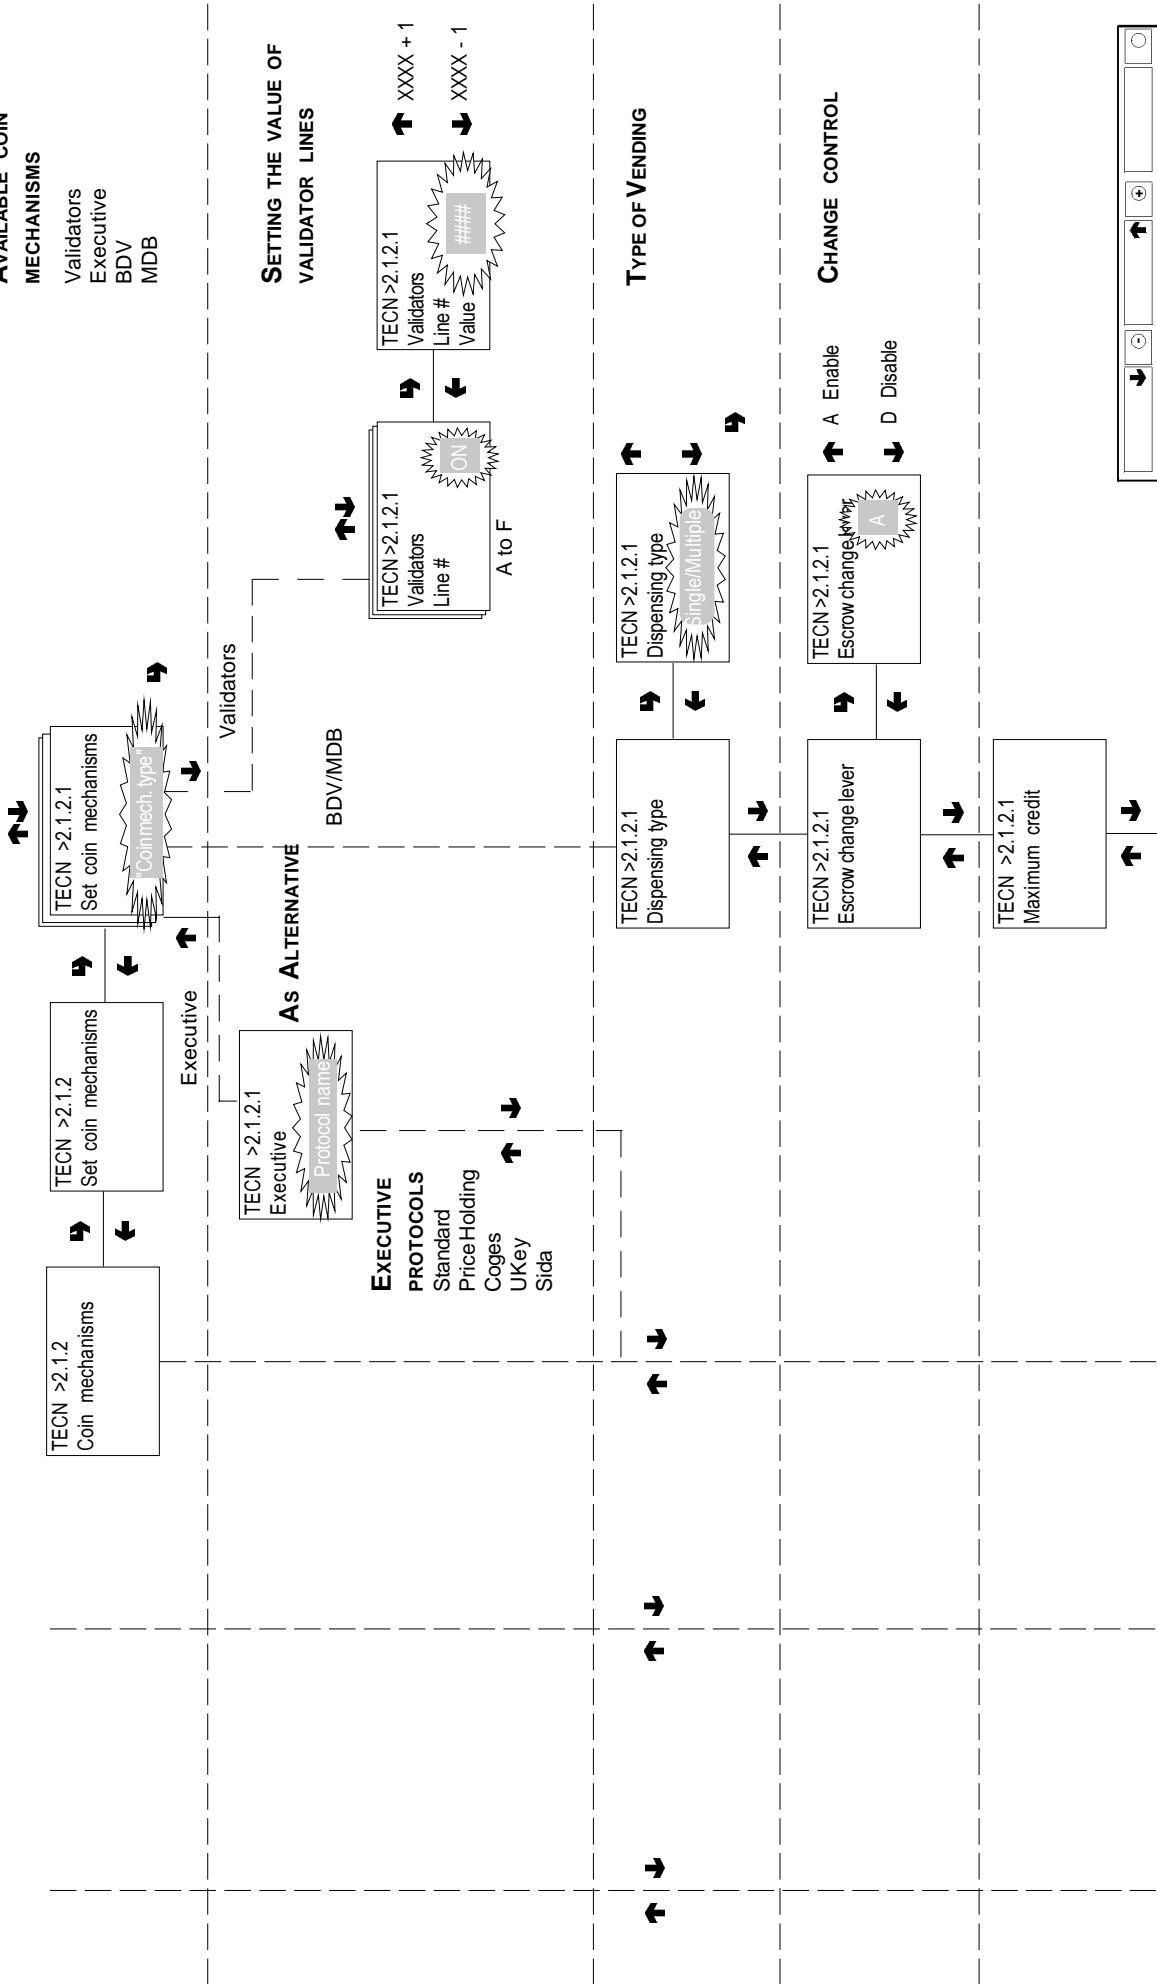 AVAILABLE COIN
MECHANISMS
Validators
Executive
BDV
MDB
TECN >2.1.2
Coin mechanisms
TECN >2.1.2
Set coin mechanisms
TECN >2.1.2.1
Set coin mechanisms
"Coin mech. type"
Executive
Validators
BDV/MDB
AS ALTERNATIVE
TECN >2.1.2.1
Executive
Protocol name
EXECUTIVE
PROTOCOLS
Standard
PriceHolding
Coges
UKey
Sida
SETTING THE VALUE OF
VALIDATOR LINES
TECN >2.1.2.1
Validators
Line #
ON
A to F
TECN >2.1.2.1
Validators
Line #
Value
####
XXXX + 1
XXXX - 1
TYPE OF VENDING
TECN >2.1.2.1
Dispensing type
TECN >2.1.2.1
Dispensing type
Single/Multiple
CHANGE CONTROL
TECN >2.1.2.1
Escrow change lever
TECN >2.1.2.1
Escrow change
A
A Enable
D Disable
TECN >2.1.2.1
Maximum credit
- +